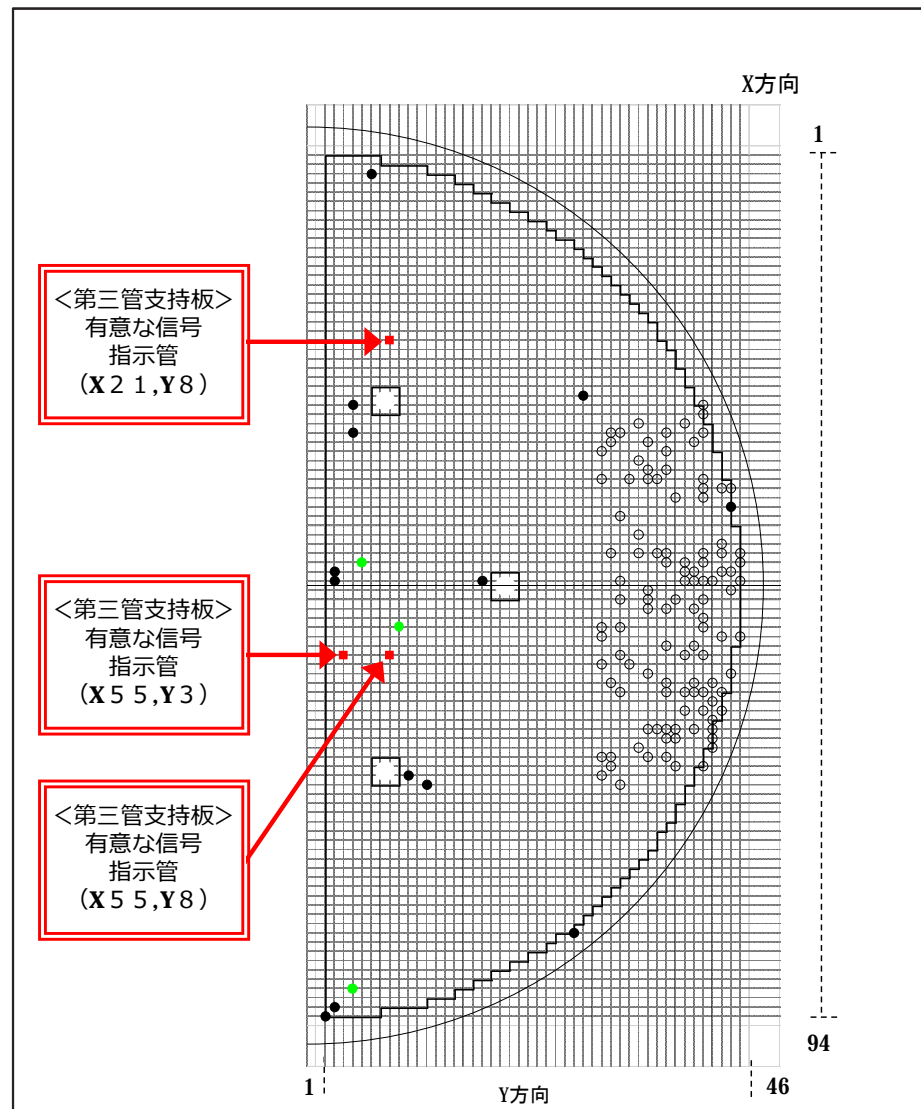 X方向
1
＜第三管支持板＞
有意な信号
指示管
（X２１,Y８）
＜第三管支持板＞
有意な信号
指示管
（X５５,Y３）
＜第三管支持板＞
有意な信号
指示管
（X５５,Y８）
94
1
Y方向
46